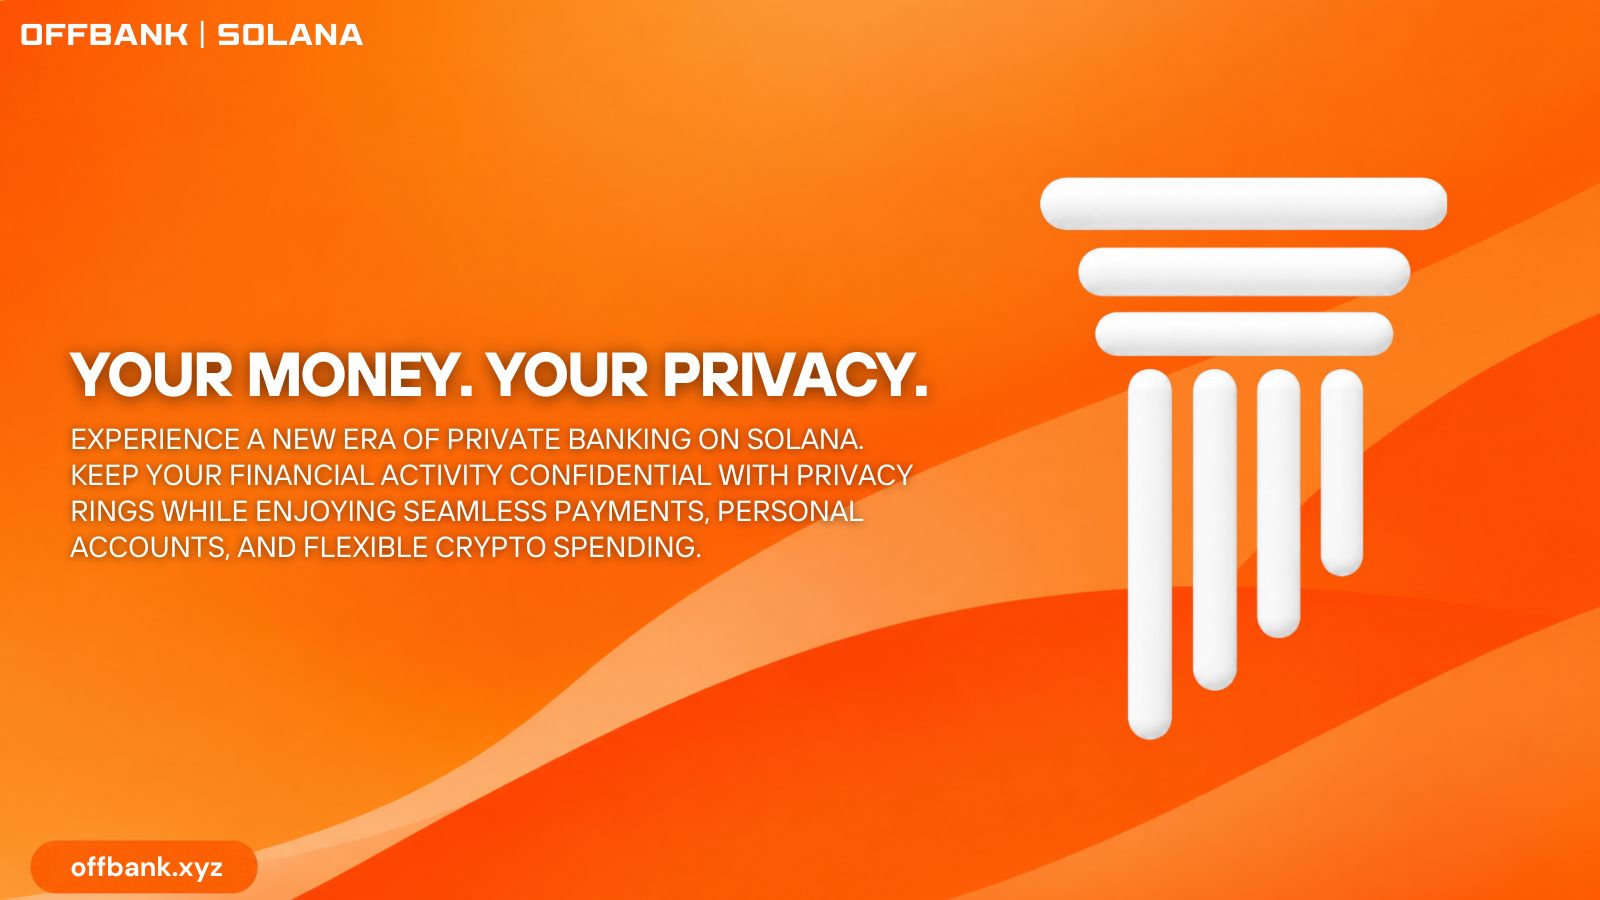 OFFBANK | SOLANA
YOUR MONEY. YOUR PRIVACY.
EXPERIENCE A NEW ERA OF PRIVATE BANKING ON SOLANA.
KEEP YOUR FINANCIAL ACTIVITY CONFIDENTIAL WITH PRIVACY
RINGS WHILE ENJOYING SEAMLESS PAYMENTS, PERSONAL
ACCOUNTS, AND FLEXIBLE CRYPTO SPENDING.
offbank.xyz